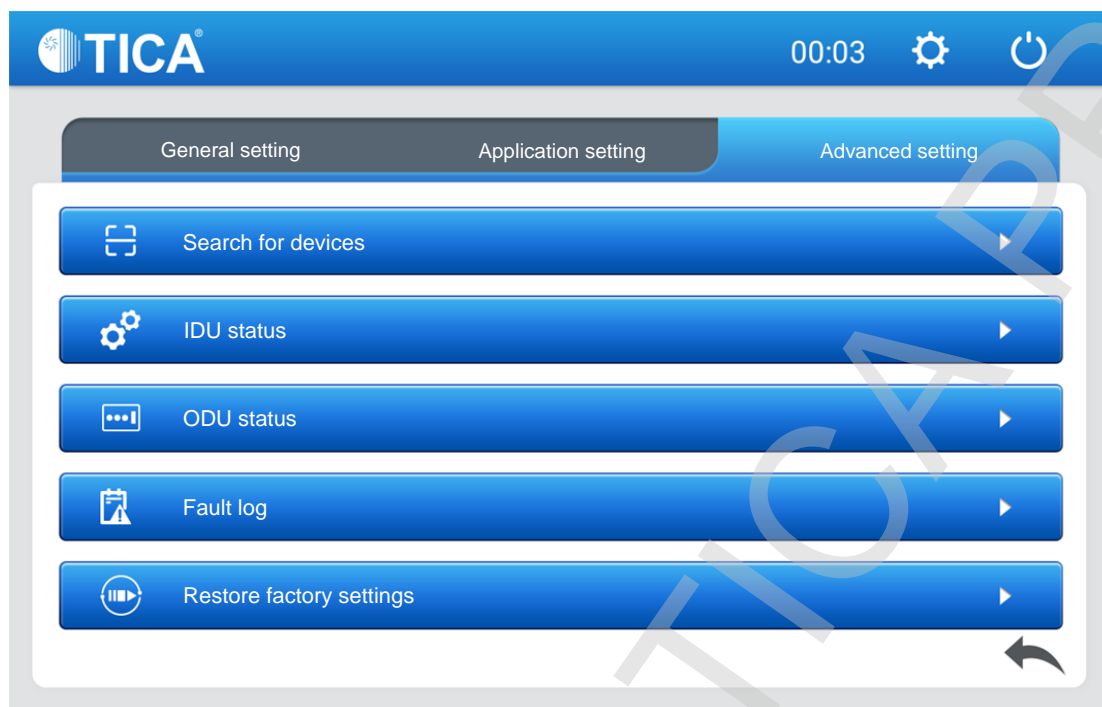 TICA®
00:03
General setting
Application setting
Advanced setting
Search for devices
IDU status
ODU status
Fault log
Restore factory settings
TICA